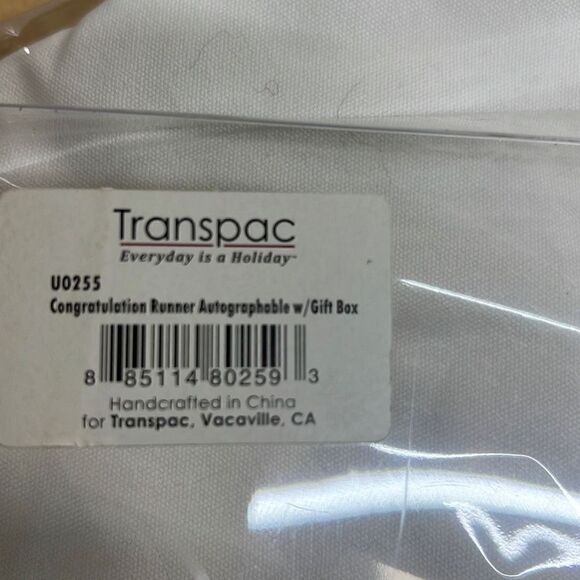 Transpac
Everyday is a Holiday™
U0255
Congratulation Runner Autographable w/Gift Box
8 85114 80259 3
Handcrafted in China
for Transpac, Vacaville, CA